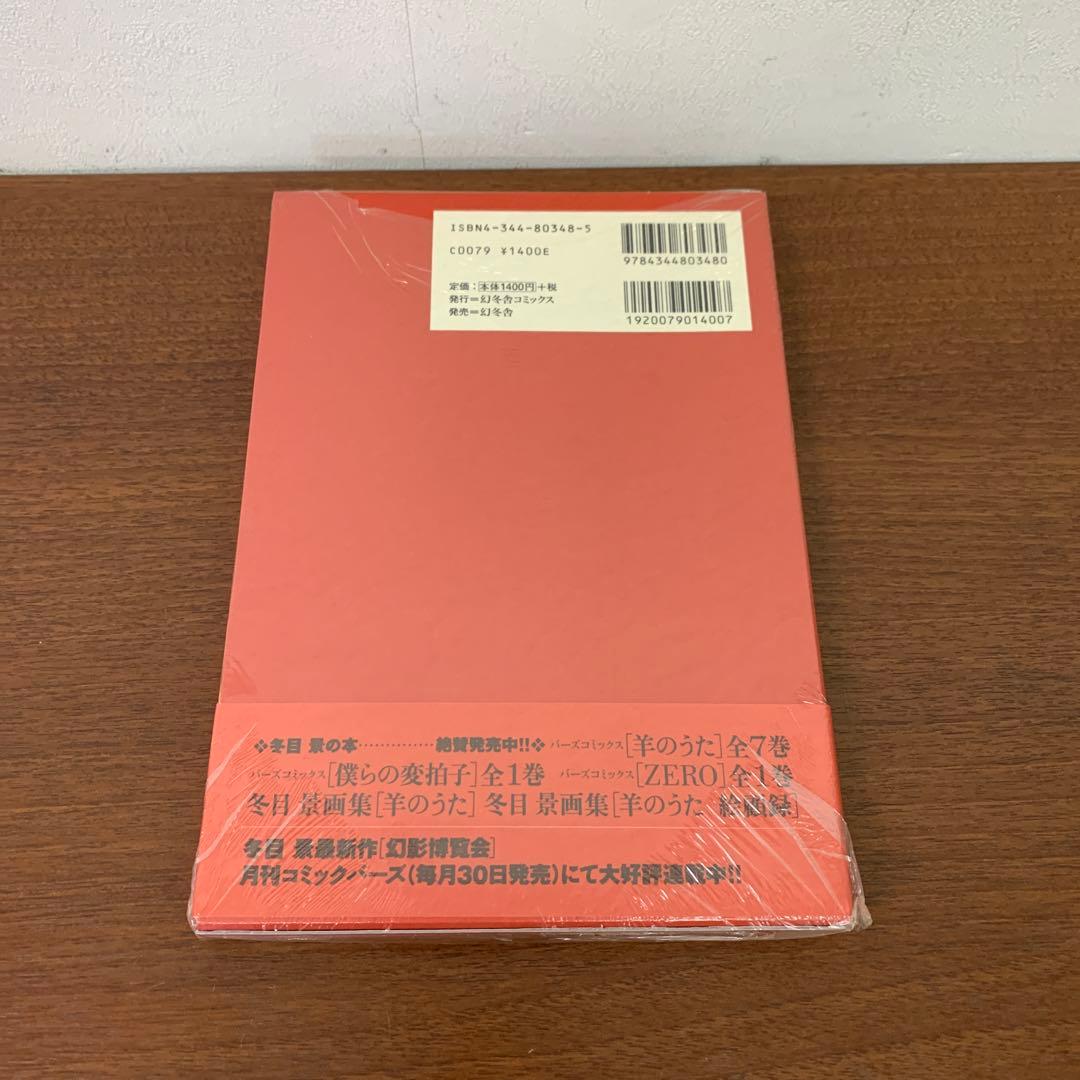 ISBN4-344-80348-5
C0079 ¥1400E
9784344803480
定価：本体1400円+税
発行＝幻冬舎コミックス
発売＝幻冬舎
1920079014007
❖冬目 景の本……………絶賛発売中!!❖ バーズコミックス[羊のうた]全7巻
バーズコミックス[僕らの変拍子]全1巻 バーズコミックス[ZERO]全1巻
冬目 景画集[羊のうた] 冬目 景画集[羊のうた 絵顧録]
冬目 景最新作[幻影博覧会]
月刊コミックバーズ(毎月30日発売)にて大好評連載中!!